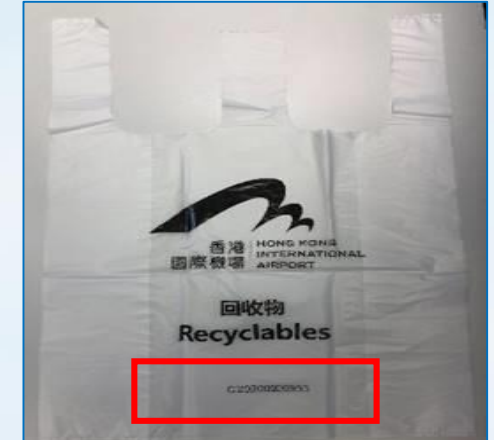 香港 HONG KONG
國際機場 INTERNATIONAL
AIRPORT
回收物
Recyclables